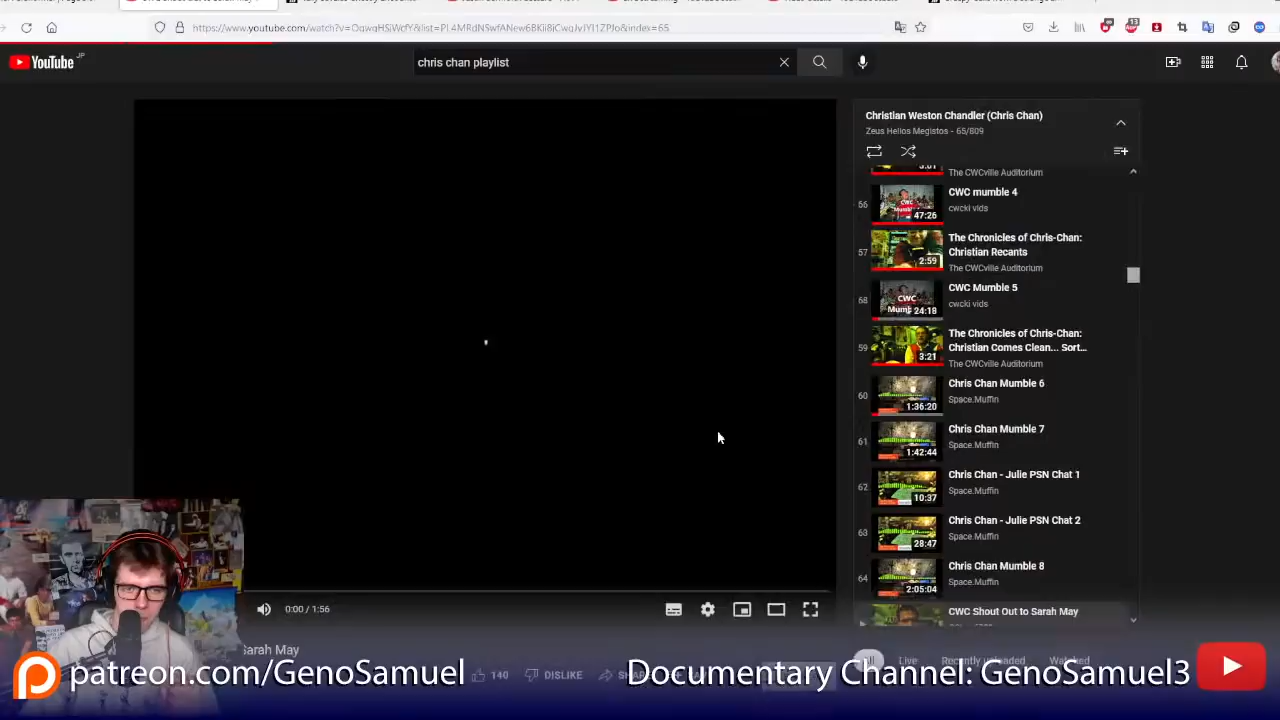 YouTube JP
chris chan playlist
Christian Weston Chandler (Chris Chan)
Zeus Helios Megistos - 65/809
The CWCville Auditorium
56
CWC mumble 4
cwcki vids
47:26
57
The Chronicles of Chris-Chan:
Christian Recants
The CWCville Auditorium
2:59
CWC Mumble 5
cwcki vids
24:18
59
The Chronicles of Chris-Chan:
Christian Comes Clean... Sort...
The CWCville Auditorium
3:21
60
Chris Chan Mumble 6
Space.Muffin
1:36:20
61
Chris Chan Mumble 7
Space.Muffin
1:42:44
62
Chris Chan - Julie PSN Chat 1
Space.Muffin
10:37
63
Chris Chan - Julie PSN Chat 2
Space.Muffin
28:47
64
Chris Chan Mumble 8
Space.Muffin
2:05:04
CWC Shout Out to Sarah May
0:00 / 1:56
Sarah May
140
DISLIKE
All
Live
Recently uploaded
Watched
patreon.com/GenoSamuel
Documentary Channel: GenoSamuel3